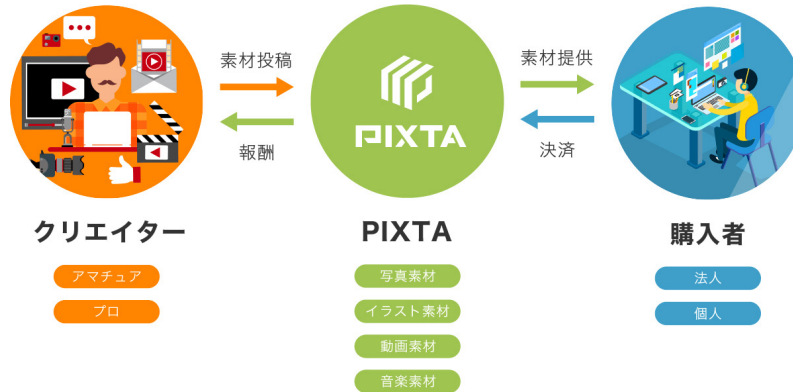 素材投稿
報酬
PIXTA
素材提供
決済
クリエイター
アマチュア
プロ
PIXTA
写真素材
イラスト素材
動画素材
音楽素材
購入者
法人
個人